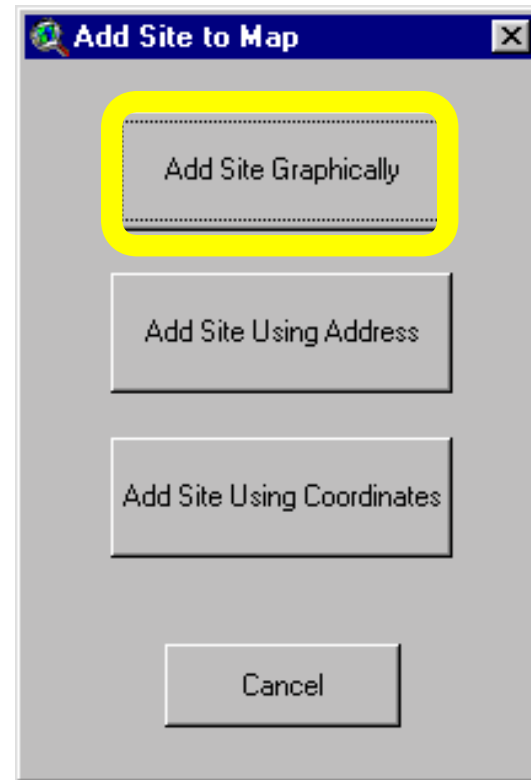 Add Site to Map
Add Site Graphically
Add Site Using Address
Add Site Using Coordinates
Cancel